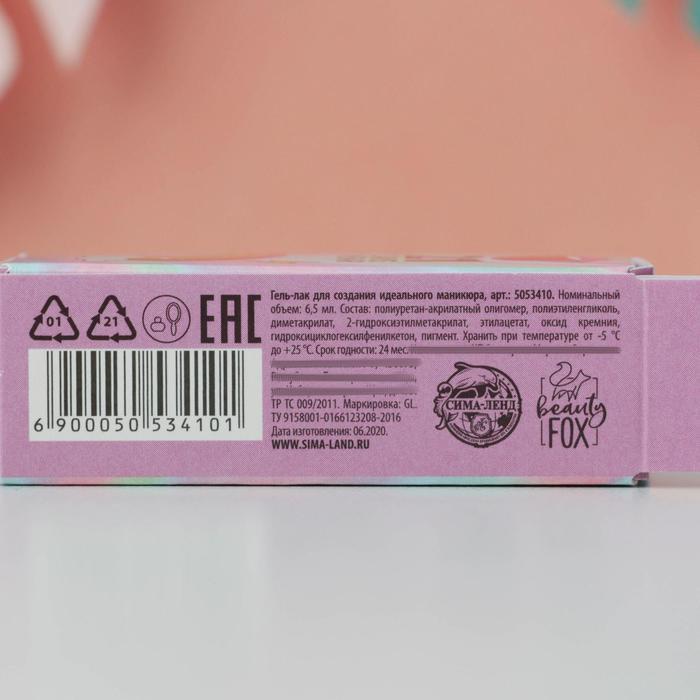 01
21
EAC
6 900050 534101
Гель-лак для создания идеального маникюра, арт.: 5053410. Номинальный
объем: 6,5 мл. Состав: полиуретан-акрилатный олигомер, полиэтиленгликоль,
диметакрилат, 2-гидроксиэтилметакрилат, этилацетат, оксид кремния,
гидроксициклогексилфенилкетон, пигмент. Хранить при температуре от -5 °C
до +25 °C. Срок годности: 24 мес.
ТР ТС 009/2011. Маркировка: GL.
ТУ 9158001-0166123208-2016
Дата изготовления: 06.2020.
WWW.SIMA-LAND.RU
СИМА-ЛЕНД
beauty
FOX